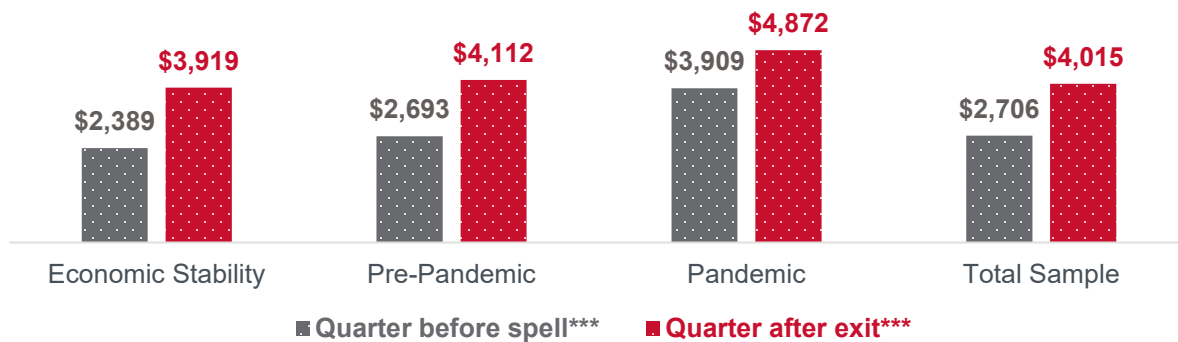 $2,389
$3,919
$2,693
$4,112
$3,909
$4,872
$2,706
$4,015
Economic Stability
Pre-Pandemic
Pandemic
Total Sample
Quarter before spell***
Quarter after exit***